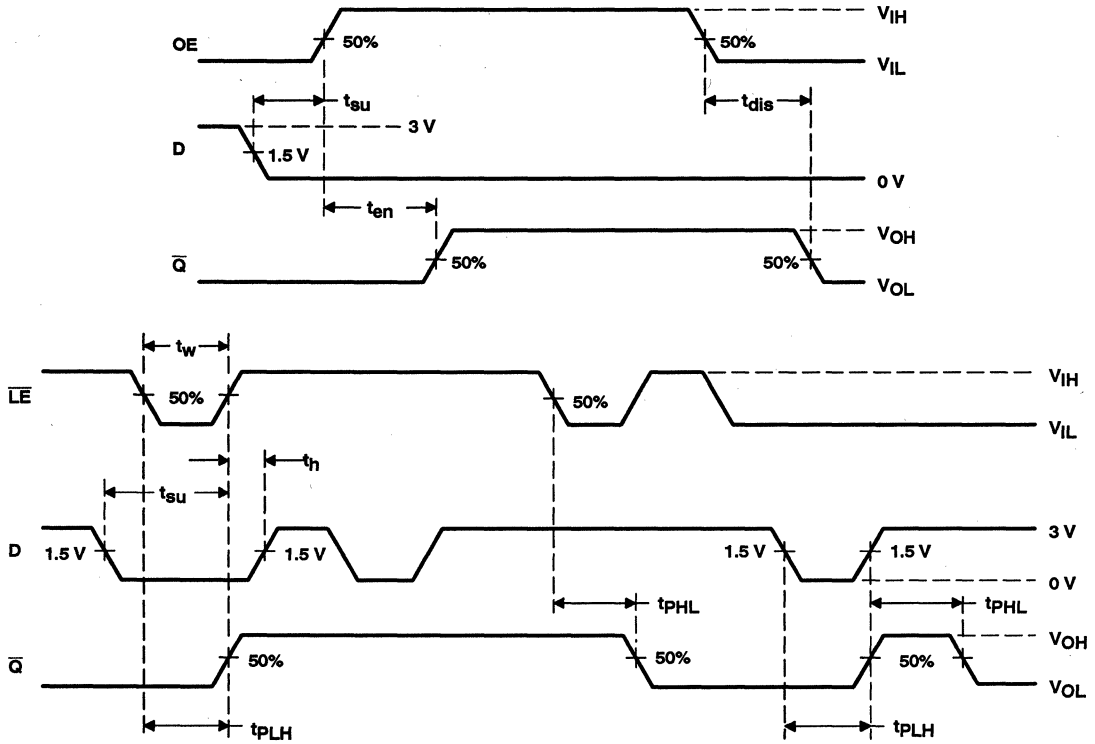 VIH
OE 50% 50%
VIL
tsu tdis
3 V
D 1.5 V
0 V
ten
VOH
Q̅ 50% 50%
VOL
tw
VIH
L̅E̅ 50% 50%
VIL
th
tsu
3 V
D 1.5 V 1.5 V 1.5 V 1.5 V
0 V
tPHL tPHL
VOH
Q̅ 50% 50% 50%
VOL
tPLH tPLH